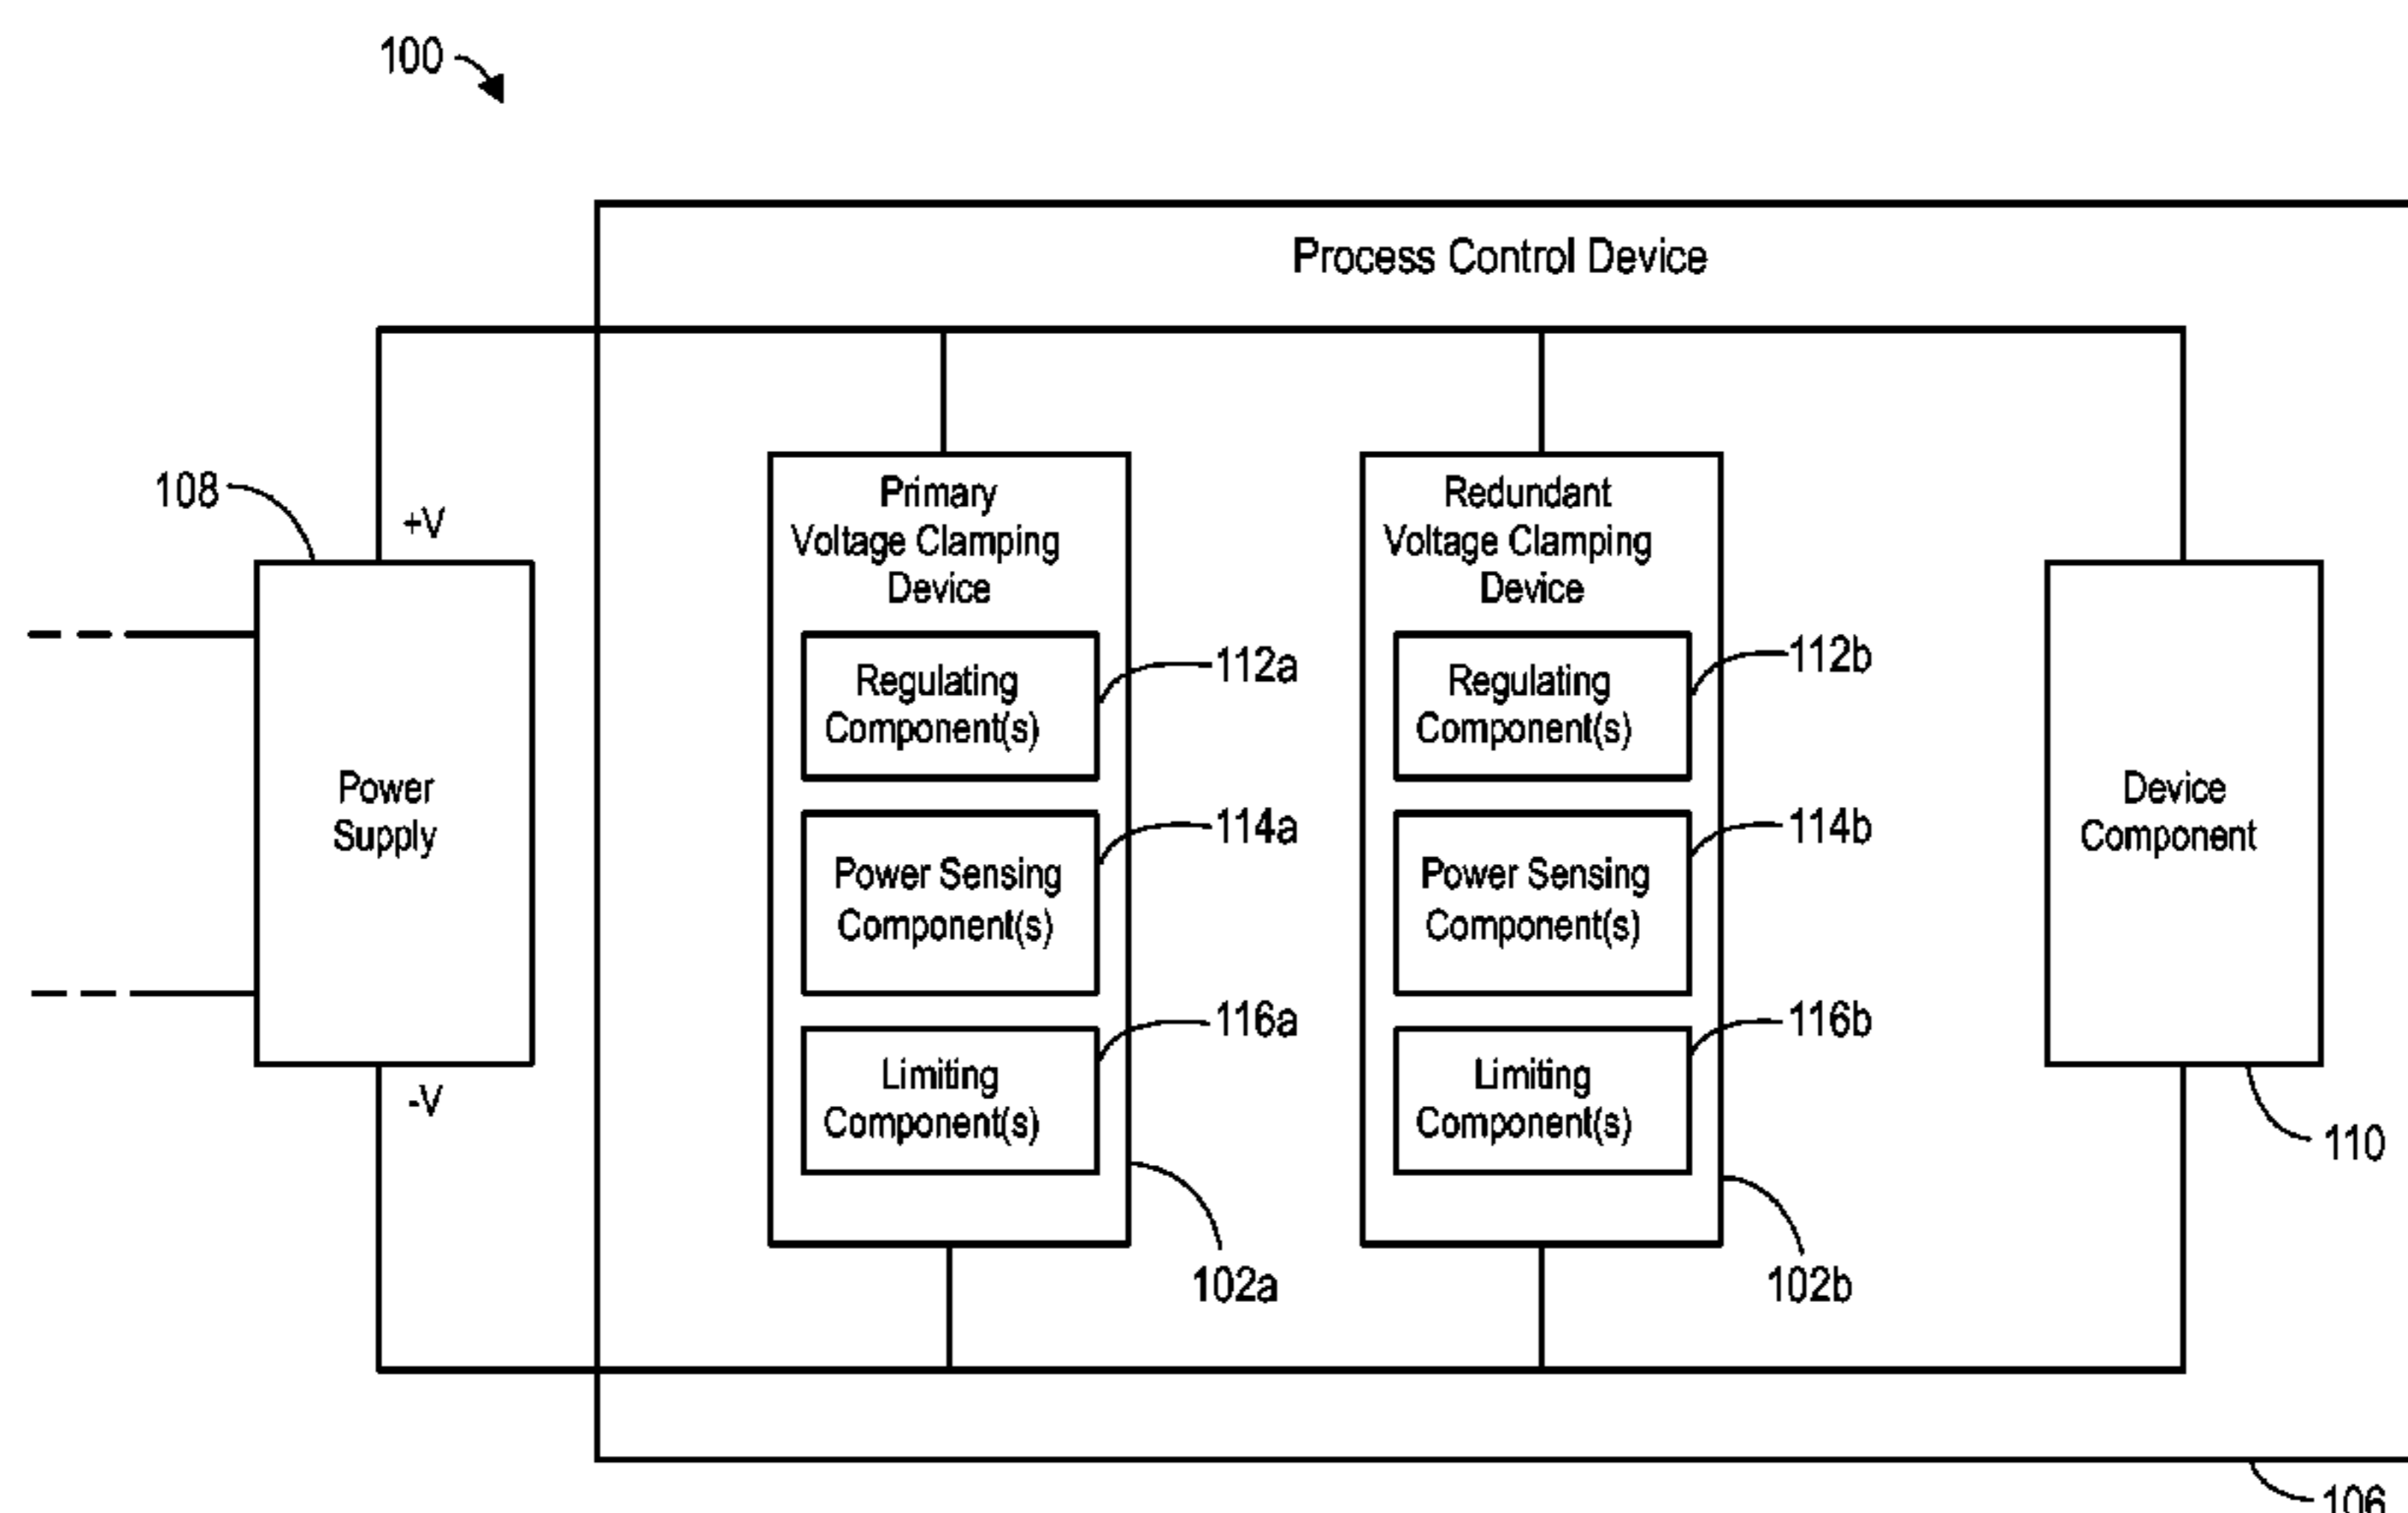 100
Process Control Device
108
+V
Primary
Voltage Clamping
Device
Redundant
Voltage Clamping
Device
Regulating
Component(s)
112a
Regulating
Component(s)
112b
Power
Supply
Power Sensing
Component(s)
114a
Power Sensing
Component(s)
114b
Device
Component
Limiting
Component(s)
116a
Limiting
Component(s)
116b
-V
110
102a
102b
106